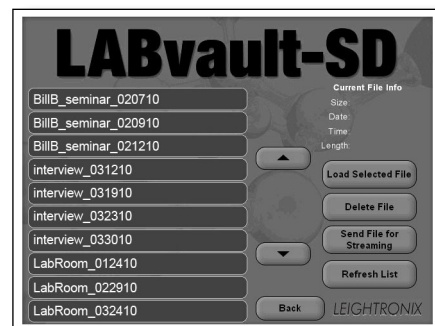 LABvault-SD
BillB_seminar_020710
BillB_seminar_020910
BillB_seminar_021210
interview_031210
interview_031910
interview_032310
interview_033010
LabRoom_012410
LabRoom_022910
LabRoom_032410
Current File Info
Size:
Date:
Time:
Length:
Load Selected File
Delete File
Send File for
Streaming
Refresh List
Back
LEIGHTRONIX